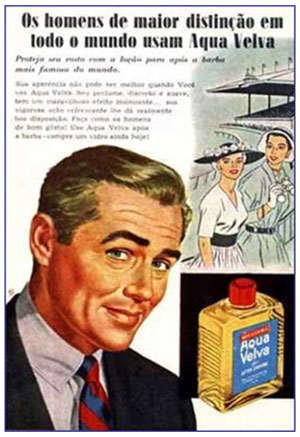 Os homens de maior distinção em
todo o mundo usam Aqua Velva
Proteja seu rosto com a loção para após a barba
mais famosa do mundo.
Sua aparência não pode ser melhor quando Você
usa Aqua Velva. Seu perfume, discreto e suave,
tem um maravilhoso efeito
vigorosa ação refrescante lhe dá realmente
boa disposição. Faça como os homens
de bom gôsto! Use Aqua Velva após
a barba - compre um vidro ainda hoje!
Aqua
Velva
AFTER SHAVING